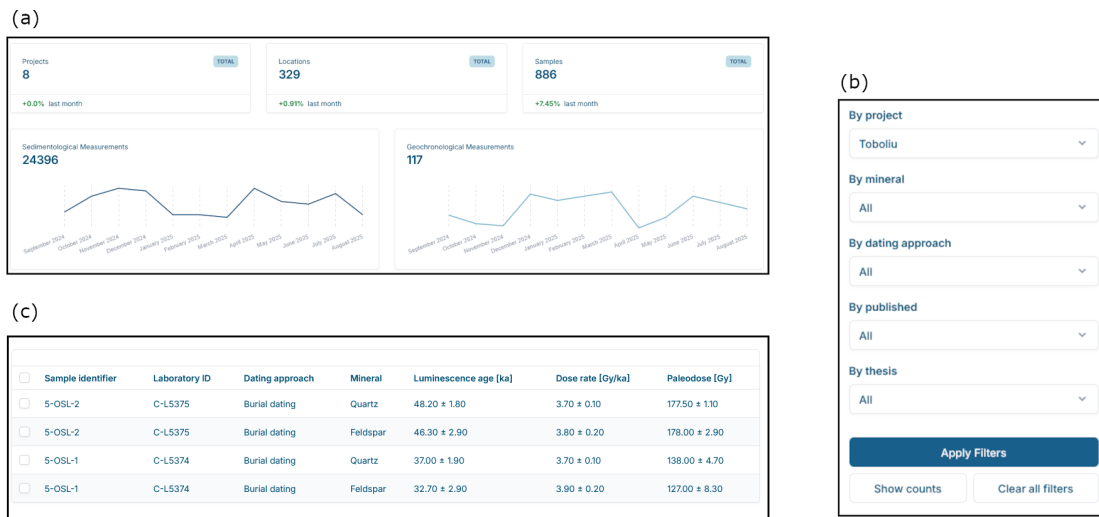 (a)
Projects TOTAL
8
+0.0% last month
Locations TOTAL
329
+0.91% last month
Samples TOTAL
886
+7.45% last month
Sedimentological Measurements
24396
September 2024 October 2024 November 2024 December 2024 January 2025 February 2025 March 2025 April 2025 May 2025 June 2025 July 2025 August 2025
Geochronological Measurements
117
September 2024 October 2024 November 2024 December 2024 January 2025 February 2025 March 2025 April 2025 May 2025 June 2025 July 2025 August 2025
(b)
By project
Toboliu
By mineral
All
By dating approach
All
By published
All
By thesis
All
Apply Filters
Show counts Clear all filters
(c)
Sample identifier Laboratory ID Dating approach Mineral Luminescence age [ka] Dose rate [Gy/ka] Paleodose [Gy]
5-OSL-2 C-L5375 Burial dating Quartz 48.20 ± 1.80 3.70 ± 0.10 177.50 ± 1.10
5-OSL-2 C-L5375 Burial dating Feldspar 46.30 ± 2.90 3.80 ± 0.20 178.00 ± 2.90
5-OSL-1 C-L5374 Burial dating Quartz 37.00 ± 1.90 3.70 ± 0.10 138.00 ± 4.70
5-OSL-1 C-L5374 Burial dating Feldspar 32.70 ± 2.90 3.90 ± 0.20 127.00 ± 8.30